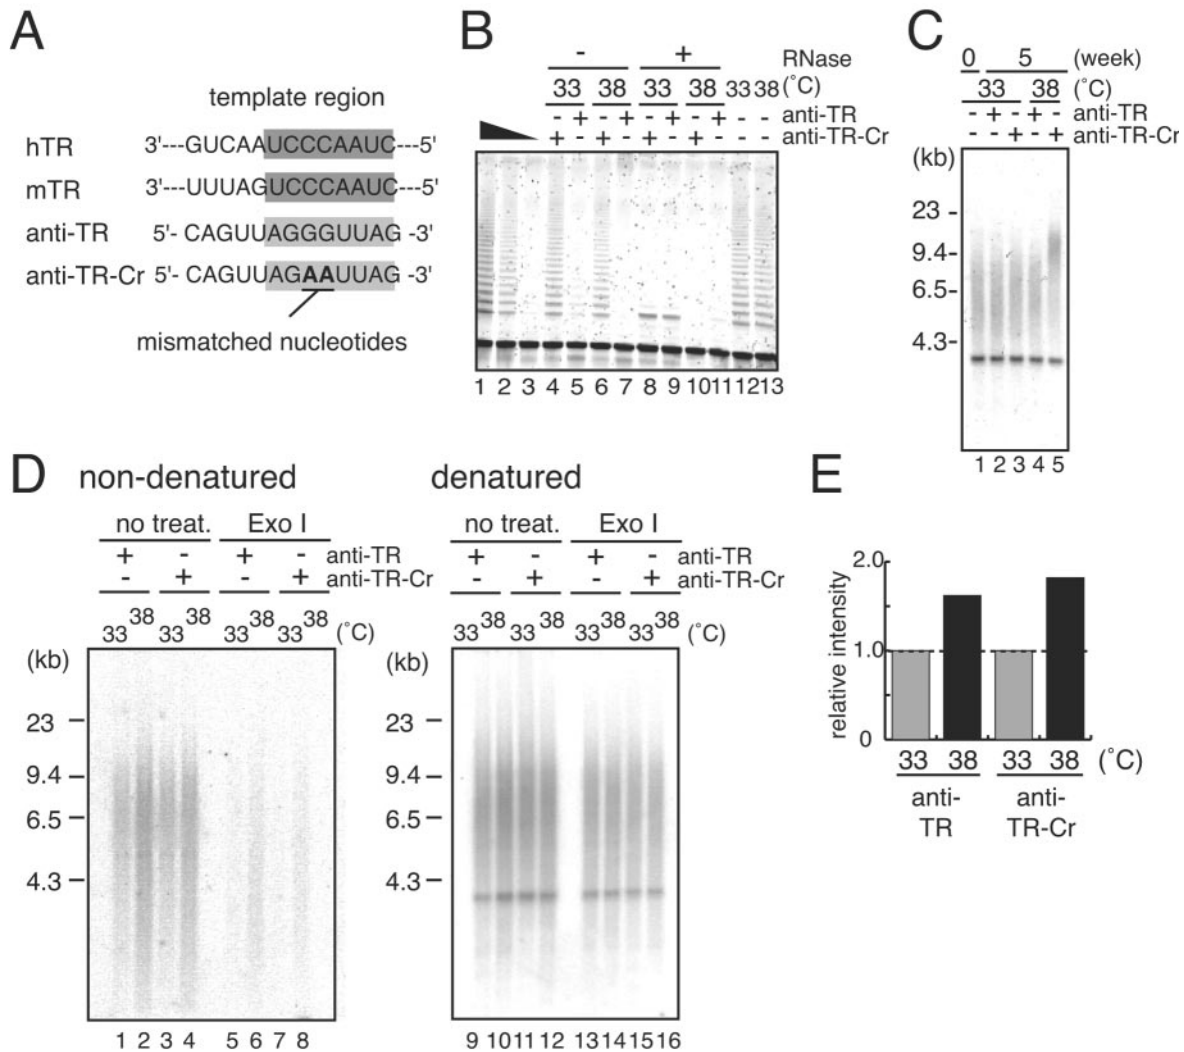 A
template region
hTR 3'---GUCAAUCCCAAUC---5'
mTR 3'---UUUAGUCCCAAUC---5'
anti-TR 5'- CAGUUAGGGUUAG -3'
anti-TR-Cr 5'- CAGUUAGAAUUAG -3'
mismatched nucleotides
B
- + RNase
33 38 33 38 33 38 (˚C)
- + - + - + - + - - anti-TR
+ - + - + - + - - - anti-TR-Cr
1 2 3 4 5 6 7 8 9 10 11 12 13
C
0 5 (week)
33 38 (˚C)
- + - + - anti-TR
- - + - + anti-TR-Cr
(kb)
23
9.4
6.5
4.3
1 2 3 4 5
D
non-denatured
no treat. Exo I
+ - + - anti-TR
- + - + anti-TR-Cr
33 38 33 38 33 38 33 38 (˚C)
(kb)
23
9.4
6.5
4.3
1 2 3 4 5 6 7 8
denatured
no treat. Exo I
+ - + - anti-TR
- + - + anti-TR-Cr
33 38 33 38 33 38 33 38 (˚C)
(kb)
23
9.4
6.5
4.3
9 10 11 12 13 14 15 16
E
relative intensity
2.0
1.0
0
33 38 33 38 (˚C)
anti- anti-
TR TR-Cr